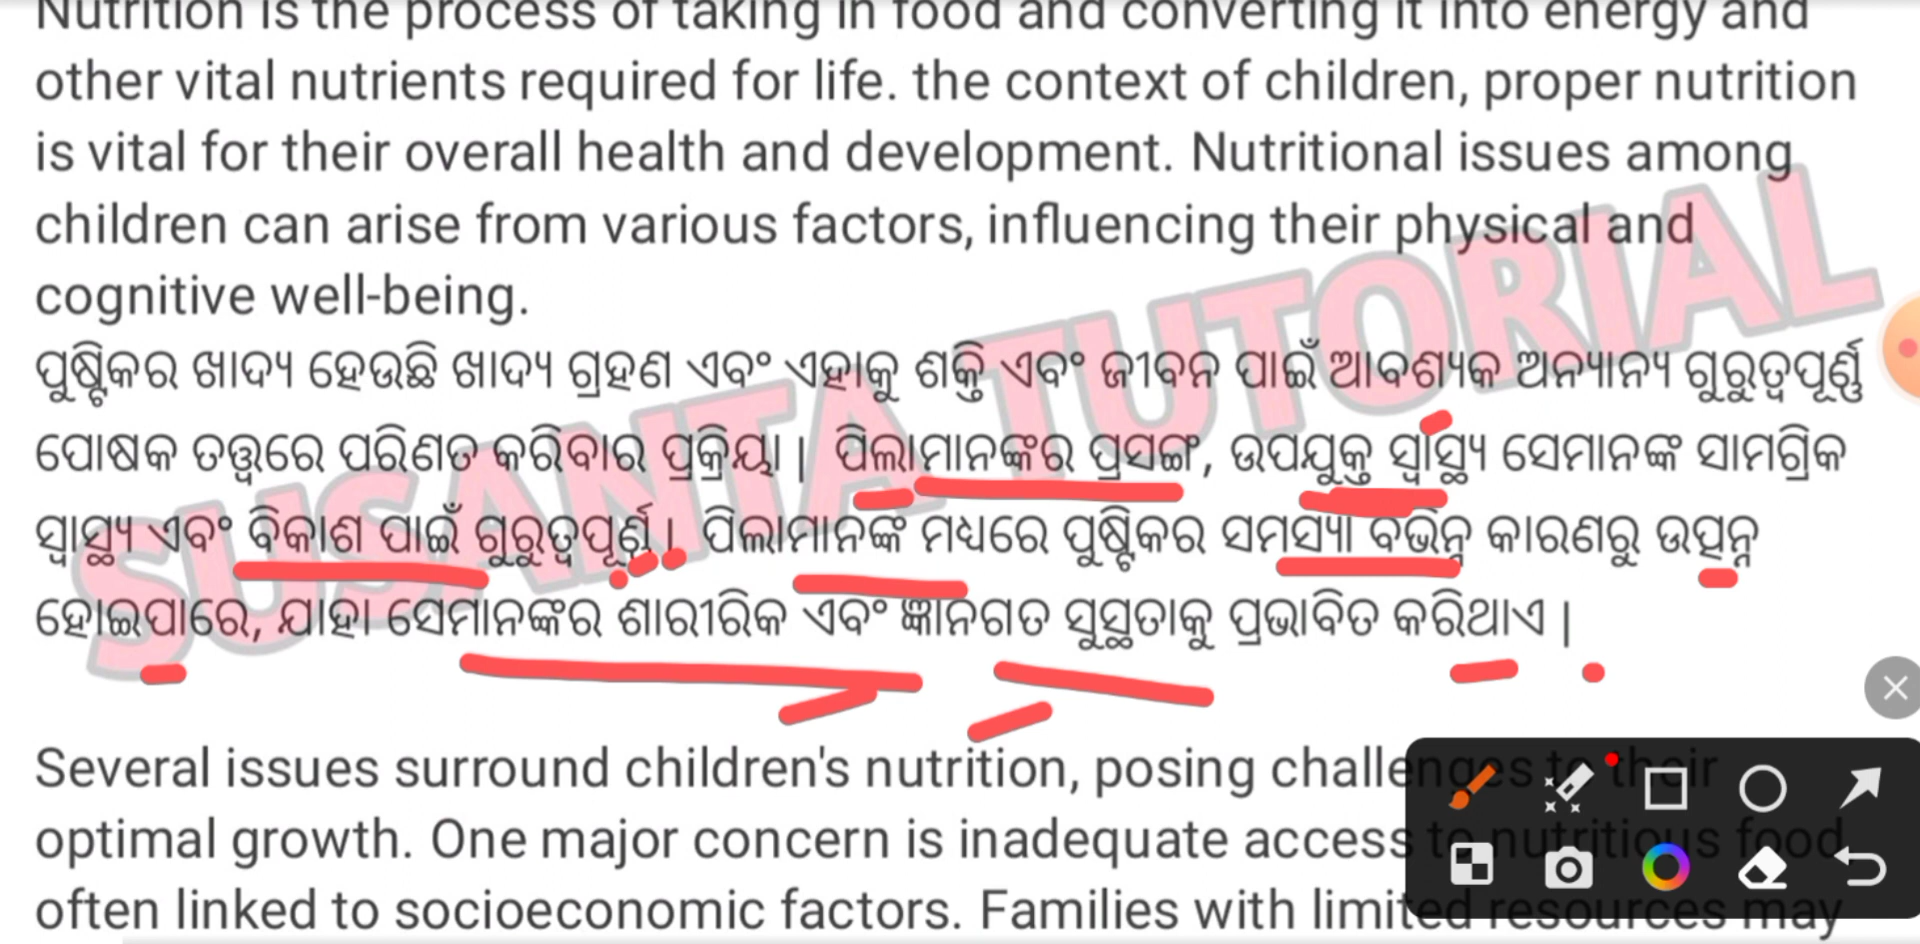 Nutrition is the process of taking in food and converting it into energy and
other vital nutrients required for life. the context of children, proper nutrition
is vital for their overall health and development. Nutritional issues among
children can arise from various factors, influencing their physical and
cognitive well-being.
ପୁଷ୍ଟିକର ଖାଦ୍ୟ ହେଉଛି ଖାଦ୍ୟ ଗ୍ରହଣ ଏବଂ ଏହାକୁ ଶକ୍ତି ଏବଂ ଜୀବନ ପାଇଁ ଆବଶ୍ୟକ ଅନ୍ୟାନ୍ୟ ଗୁରୁତ୍ୱପୂର୍ଣ୍ଣ
ପୋଷକ ତତ୍ତ୍ୱରେ ପରିଣତ କରିବାର ପ୍ରକ୍ରିୟା | ପିଲାମାନଙ୍କର ପ୍ରସଙ୍ଗ, ଉପଯୁକ୍ତ ସ୍ୱାସ୍ଥ୍ୟ ସେମାନଙ୍କ ସାମଗ୍ରିକ
ସ୍ୱାସ୍ଥ୍ୟ ଏବଂ ବିକାଶ ପାଇଁ ଗୁରୁତ୍ୱପୂର୍ଣ୍ଣ | ପିଲାମାନଙ୍କ ମଧ୍ୟରେ ପୁଷ୍ଟିକର ସମସ୍ୟା ବିଭିନ୍ନ କାରଣରୁ ଉତ୍ପନ୍ନ
ହୋଇପାରେ, ଯାହା ସେମାନଙ୍କର ଶାରୀରିକ ଏବଂ ଜ୍ଞାନଗତ ସୁସ୍ଥତାକୁ ପ୍ରଭାବିତ କରିଥାଏ |
SUSANTA TUTORIAL
Several issues surround children's nutrition, posing challenges to their
optimal growth. One major concern is inadequate access to nutritious food,
often linked to socioeconomic factors. Families with limited resources may